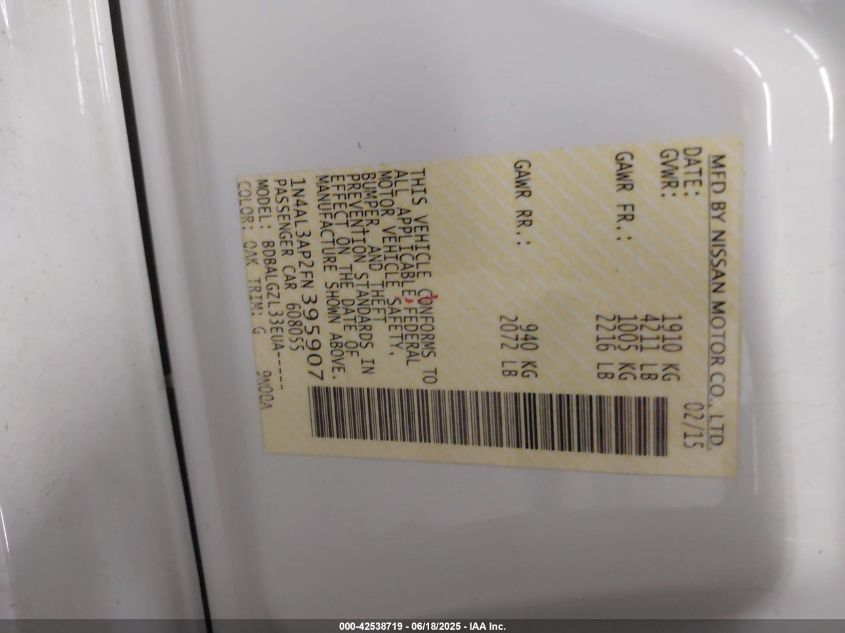 MFD BY NISSAN MOTOR CO., LTD.
DATE: 02/15
GVWR: 1910 KG
4211 LB
GAWR FR.: 1005 KG
2216 LB
GAWR RR.: 940 KG
2072 LB
THIS VEHICLE CONFORMS TO
ALL APPLICABLE FEDERAL
MOTOR VEHICLE SAFETY,
BUMPER, AND THEFT
PREVENTION STANDARDS IN
EFFECT ON THE DATE OF
MANUFACTURE SHOWN ABOVE.
1N4AL3AP2FN395907
PASSENGER CAR 608055
MODEL: BDBALGZL33EUA-----
COLOR: QAK TRIM: G 9N00A
000-42538719 - 06/18/2025 - IAA Inc.